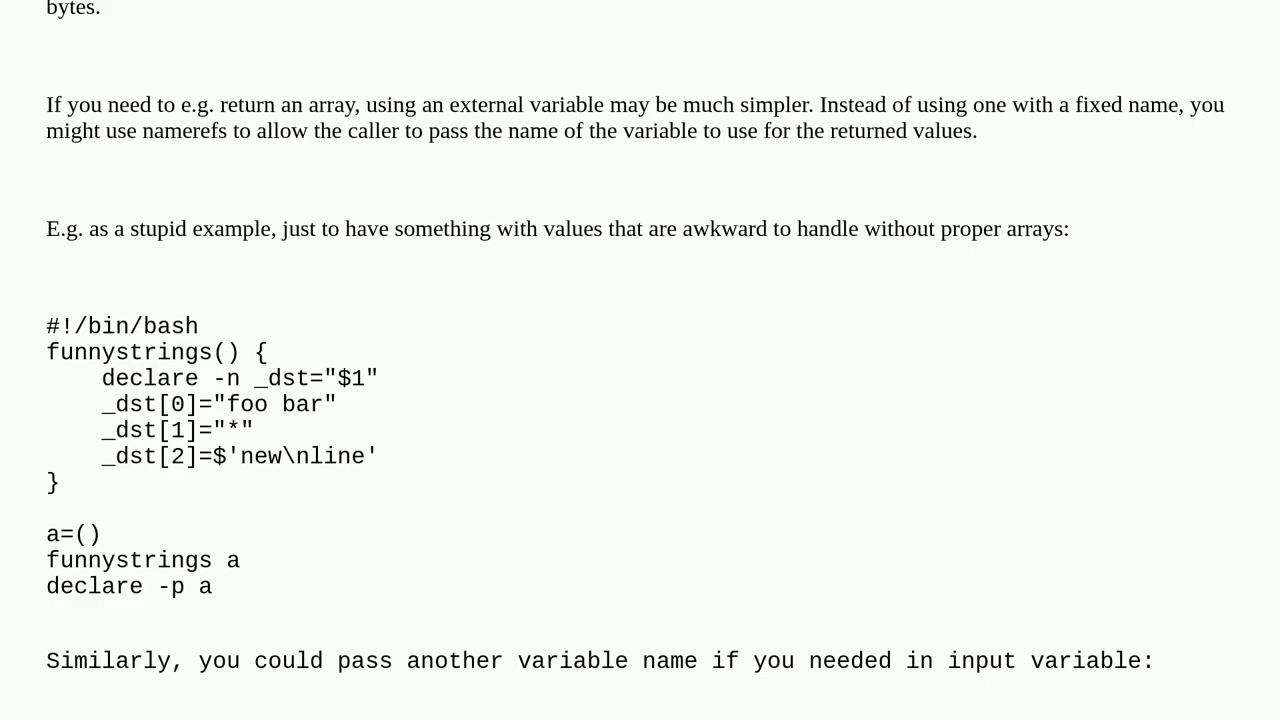 bytes.
If you need to e.g. return an array, using an external variable may be much simpler. Instead of using one with a fixed name, you
might use namerefs to allow the caller to pass the name of the variable to use for the returned values.
E.g. as a stupid example, just to have something with values that are awkward to handle without proper arrays:
#!/bin/bash
funnystrings() {
    declare -n _dst="$1"
    _dst[0]="foo bar"
    _dst[1]="*"
    _dst[2]=$'new\nline'
}
a=()
funnystrings a
declare -p a
Similarly, you could pass another variable name if you needed in input variable: